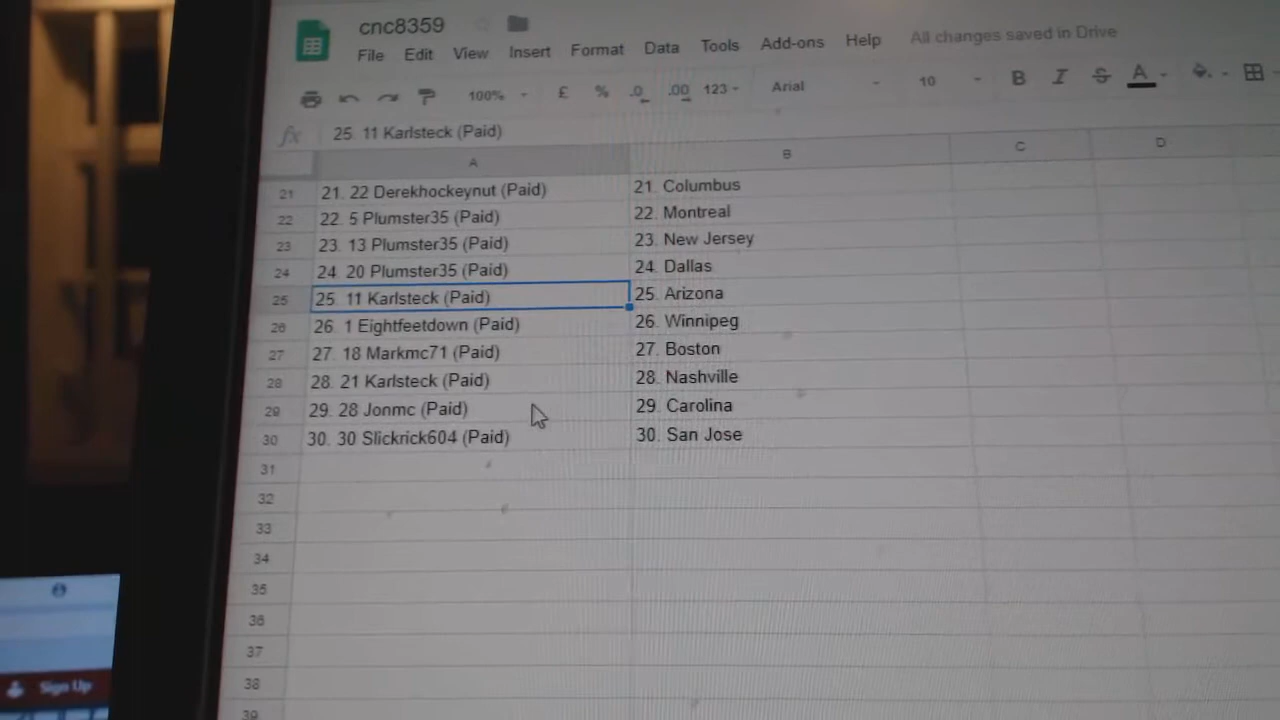 cnc8359
File Edit View Insert Format Data Tools Add-ons Help All changes saved in Drive
100% £ % .0 .00 123 Arial 10 B I S A
fx 25. 11 Karlsteck (Paid)
A B C D
21 21. 22 Derekhockeynut (Paid) 21. Columbus
22 22. 5 Plumster35 (Paid) 22. Montreal
23 23. 13 Plumster35 (Paid) 23. New Jersey
24 24. 20 Plumster35 (Paid) 24. Dallas
25 25. 11 Karlsteck (Paid) 25. Arizona
26 26. 1 Eightfeetdown (Paid) 26. Winnipeg
27 27. 18 Markmc71 (Paid) 27. Boston
28 28. 21 Karlsteck (Paid) 28. Nashville
29 29. 28 Jonmc (Paid) 29. Carolina
30 30. 30 Slickrick604 (Paid) 30. San Jose
31
32
33
34
35
36
37
38
39
Sign Up